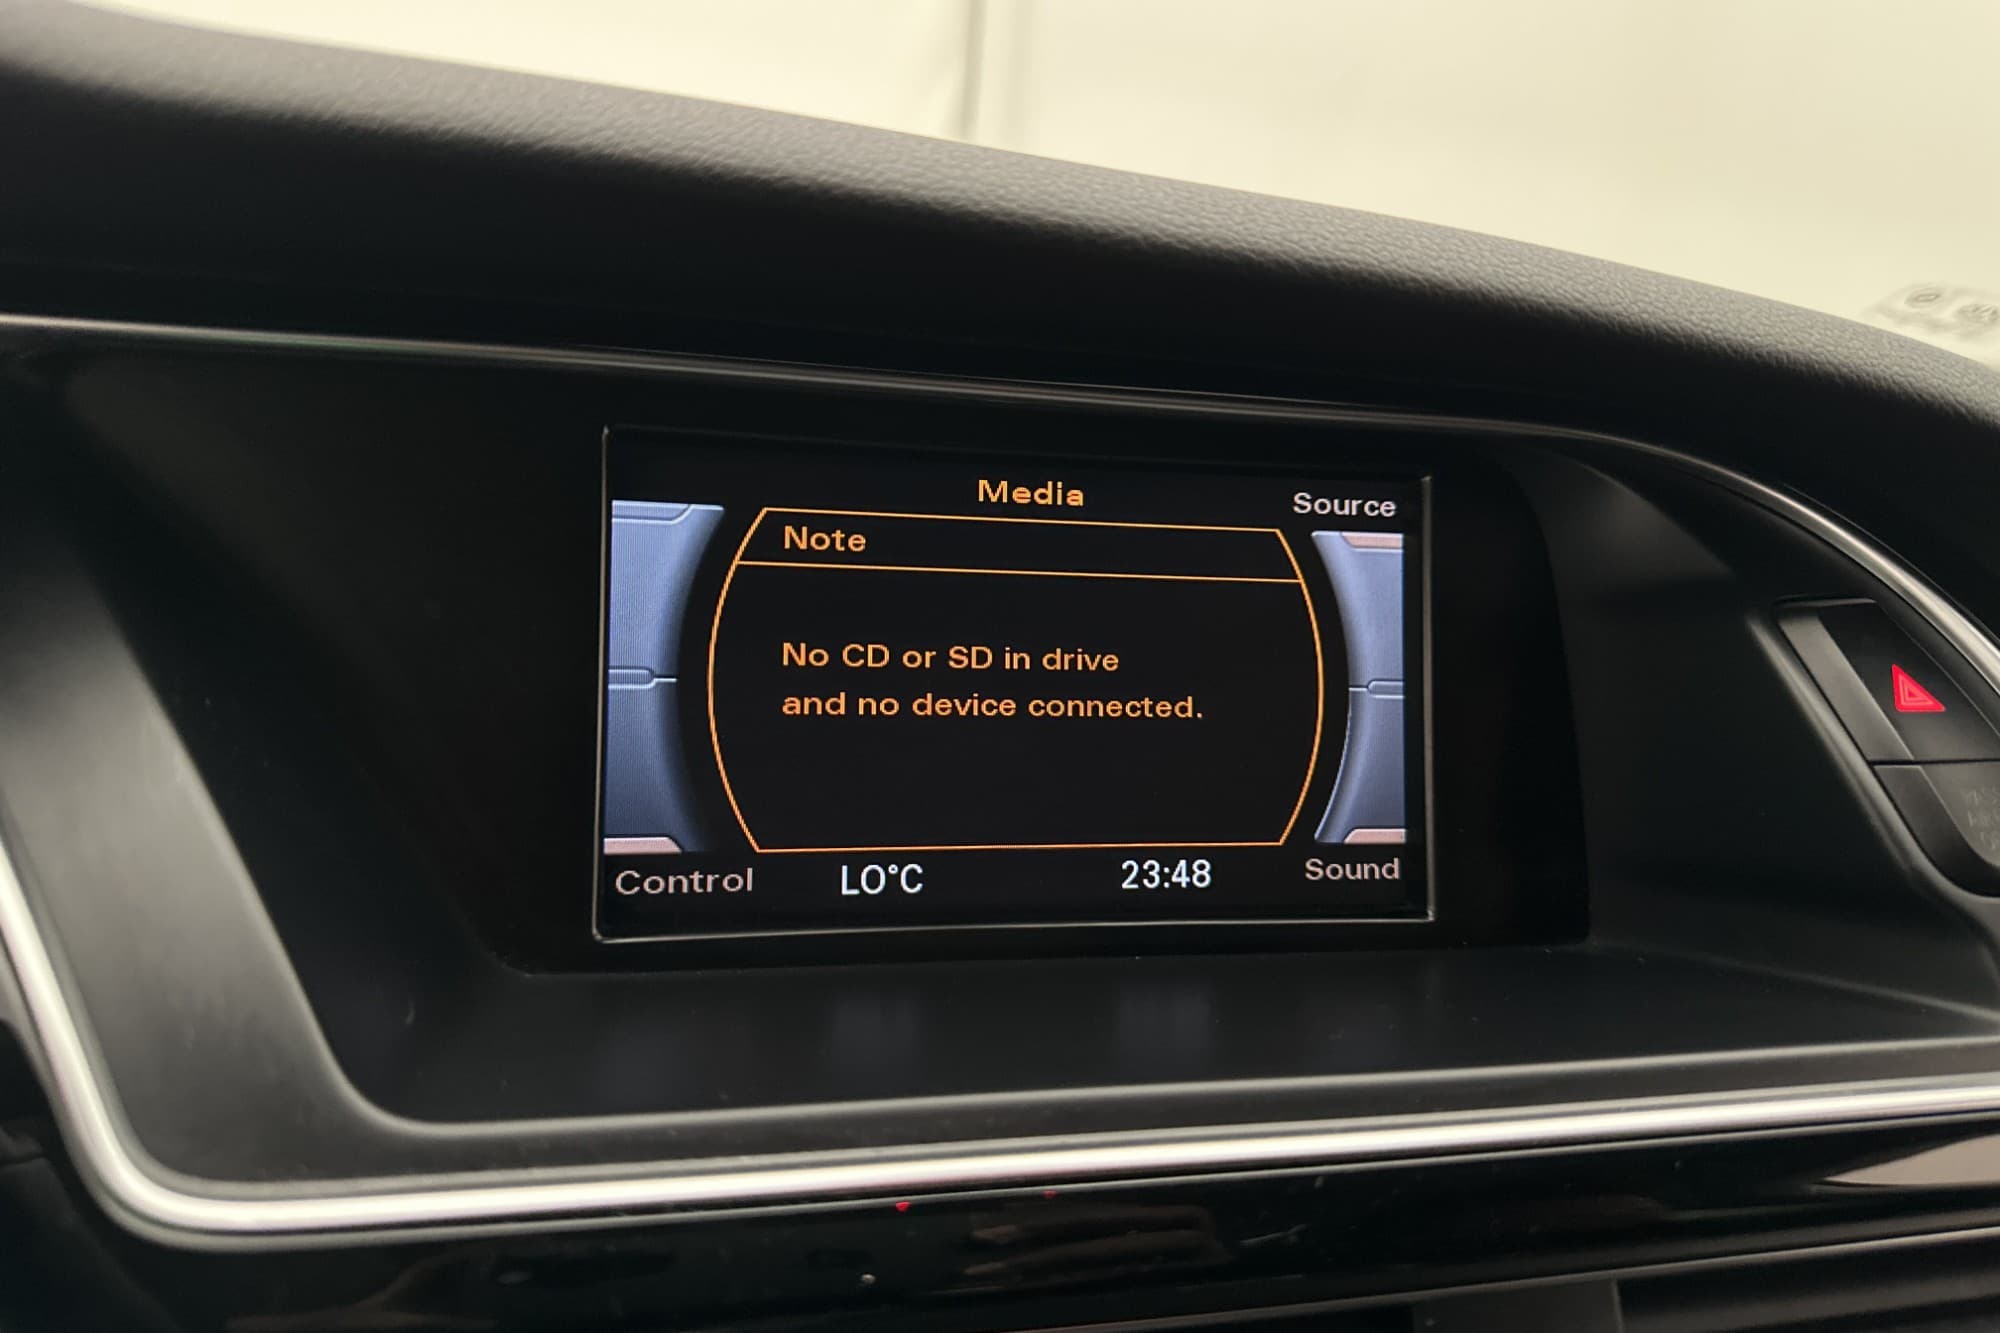 Media
Source
Note
No CD or SD in drive
and no device connected.
Control
LO°C
23:48
Sound